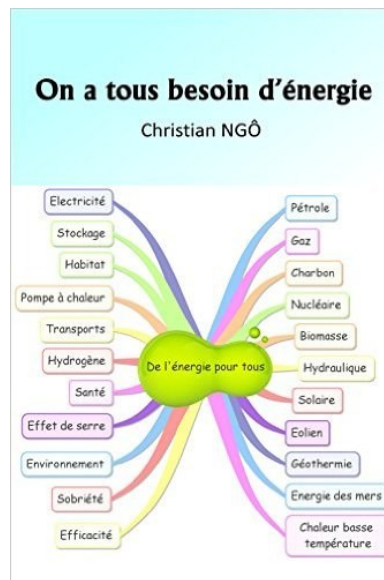 On a tous besoin d'énergie
Christian NGÔ
Electricité
Stockage
Habitat
Pompe à chaleur
Transports
Hydrogène
Santé
Effet de serre
Environnement
Sobriété
Efficacité
De l'énergie pour tous
Pétrole
Gaz
Charbon
Nucléaire
Biomasse
Hydraulique
Solaire
Eolien
Géothermie
Energie des mers
Chaleur basse
température